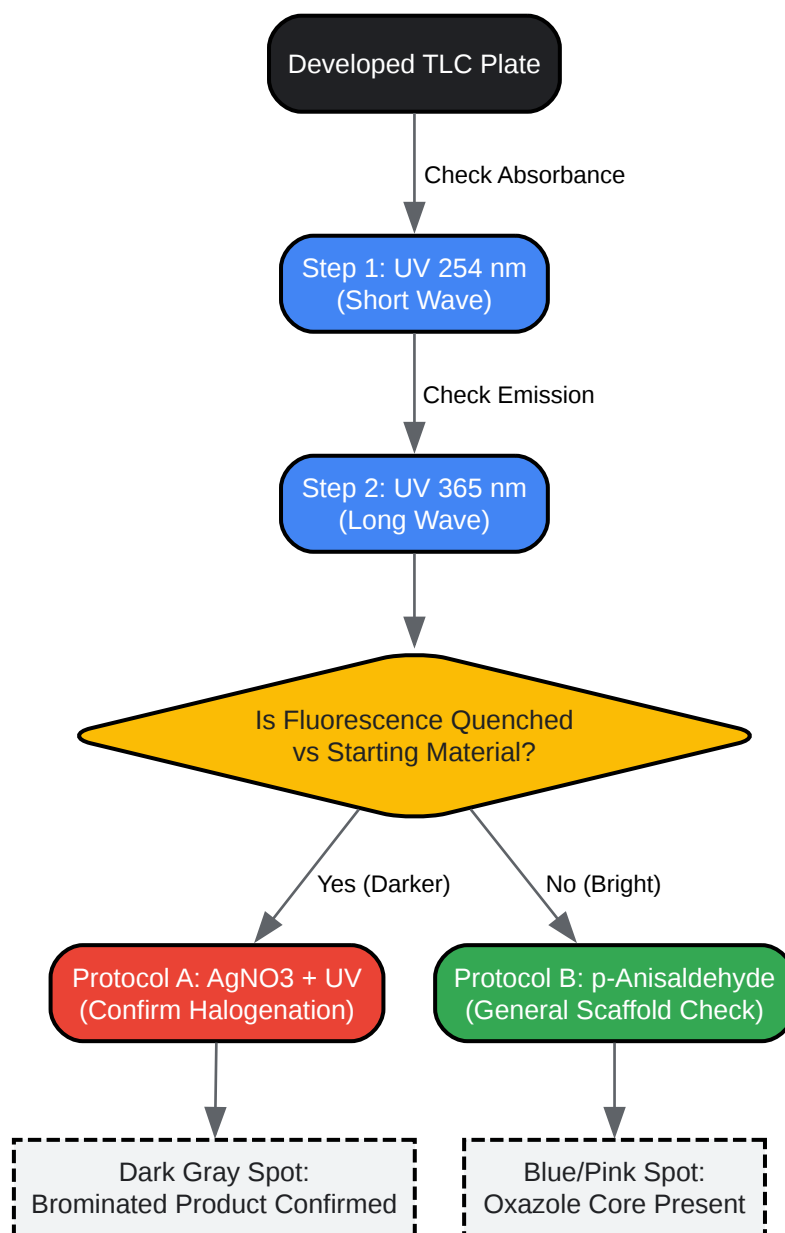 Developed TLC Plate
Check Absorbance
Step 1: UV 254 nm
(Short Wave)
Check Emission
Step 2: UV 365 nm
(Long Wave)
Is Fluorescence Quenched
vs Starting Material?
Yes (Darker)
No (Bright)
Protocol A: AgNO3 + UV
(Confirm Halogenation)
Protocol B: p-Anisaldehyde
(General Scaffold Check)
Dark Gray Spot:
Brominated Product Confirmed
Blue/Pink Spot:
Oxazole Core Present